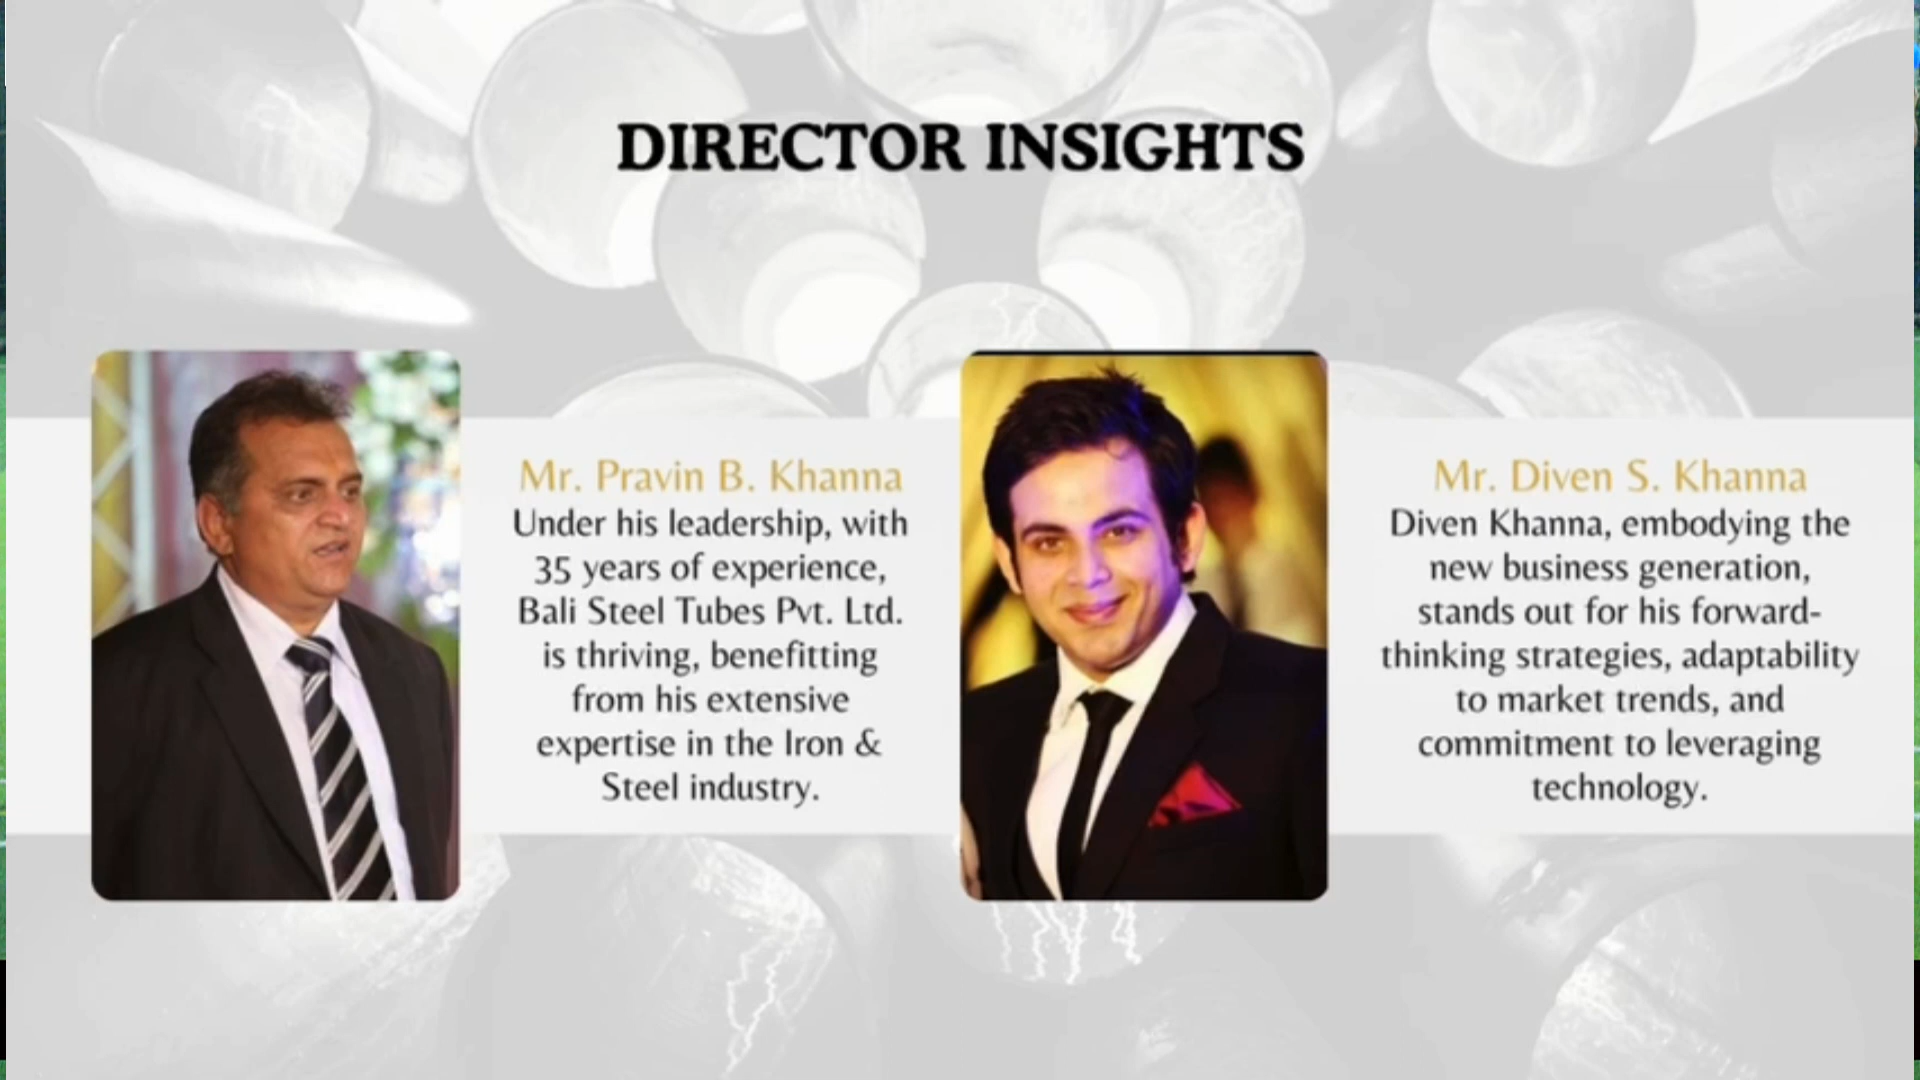 DIRECTOR INSIGHTS
Mr. Pravin B. Khanna
Under his leadership, with
35 years of experience,
Bali Steel Tubes Pvt. Ltd.
is thriving, benefitting
from his extensive
expertise in the Iron &
Steel industry.
Mr. Diven S. Khanna
Diven Khanna, embodying the
new business generation,
stands out for his forward-
thinking strategies, adaptability
to market trends, and
commitment to leveraging
technology.